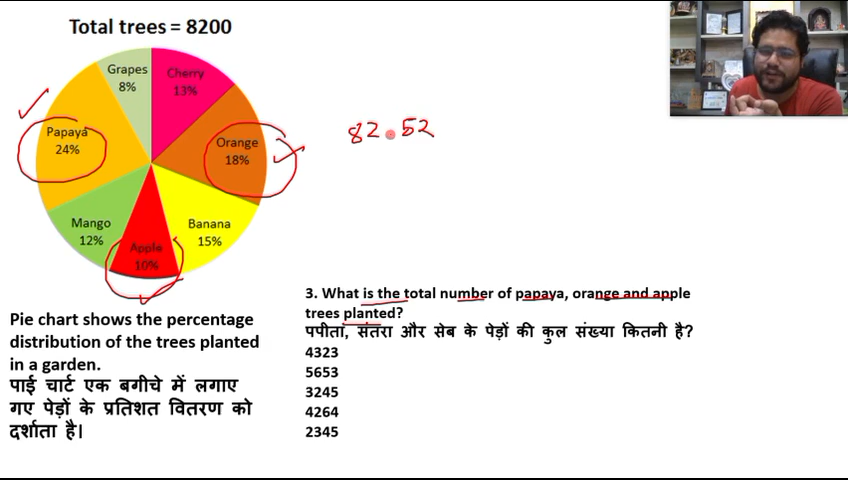 Total trees = 8200
Grapes
8%
Cherry
13%
Papaya
24%
Orange
18%
Mango
12%
Apple
10%
Banana
15%
82.52
Pie chart shows the percentage
distribution of the trees planted
in a garden.
पाई चार्ट एक बगीचे में लगाए
गए पेड़ों के प्रतिशत वितरण को
दर्शाता है।
3. What is the total number of papaya, orange and apple
trees planted?
पपीता, संतरा और सेब के पेड़ों की कुल संख्या कितनी है?
4323
5653
3245
4264
2345